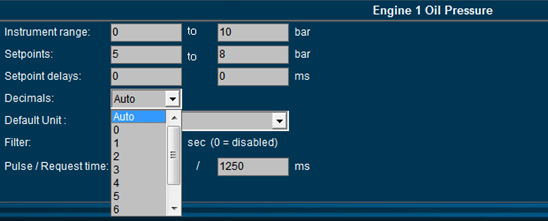 Engine 1 Oil Pressure
Instrument range: 0 to 10 bar
Setpoints: 5 to 8 bar
Setpoint delays: 0 0 ms
Decimals: Auto
Auto
Default Unit :
0
Filter: 1 sec (0 = disabled)
2
Pulse / Request time: 3 / 1250 ms
4
5
6